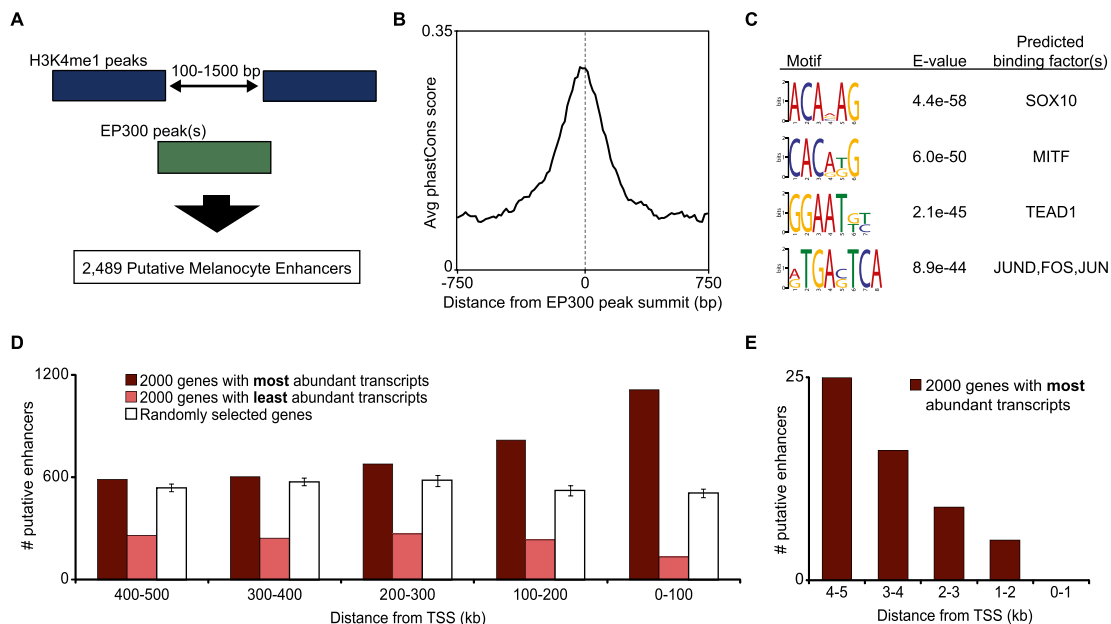 A
H3K4me1 peaks
100-1500 bp
EP300 peak(s)
2,489 Putative Melanocyte Enhancers
B
0.35
Avg phastCons score
0
-750
0
750
Distance from EP300 peak summit (bp)
C
Motif
E-value
Predicted
binding factor(s)
4.4e-58
SOX10
6.0e-50
MITF
2.1e-45
TEAD1
8.9e-44
JUND,FOS,JUN
D
2000 genes with most abundant transcripts
2000 genes with least abundant transcripts
Randomly selected genes
1200
600
0
# putative enhancers
400-500
300-400
200-300
100-200
0-100
Distance from TSS (kb)
E
2000 genes with most
abundant transcripts
25
0
# putative enhancers
4-5
3-4
2-3
1-2
0-1
Distance from TSS (kb)